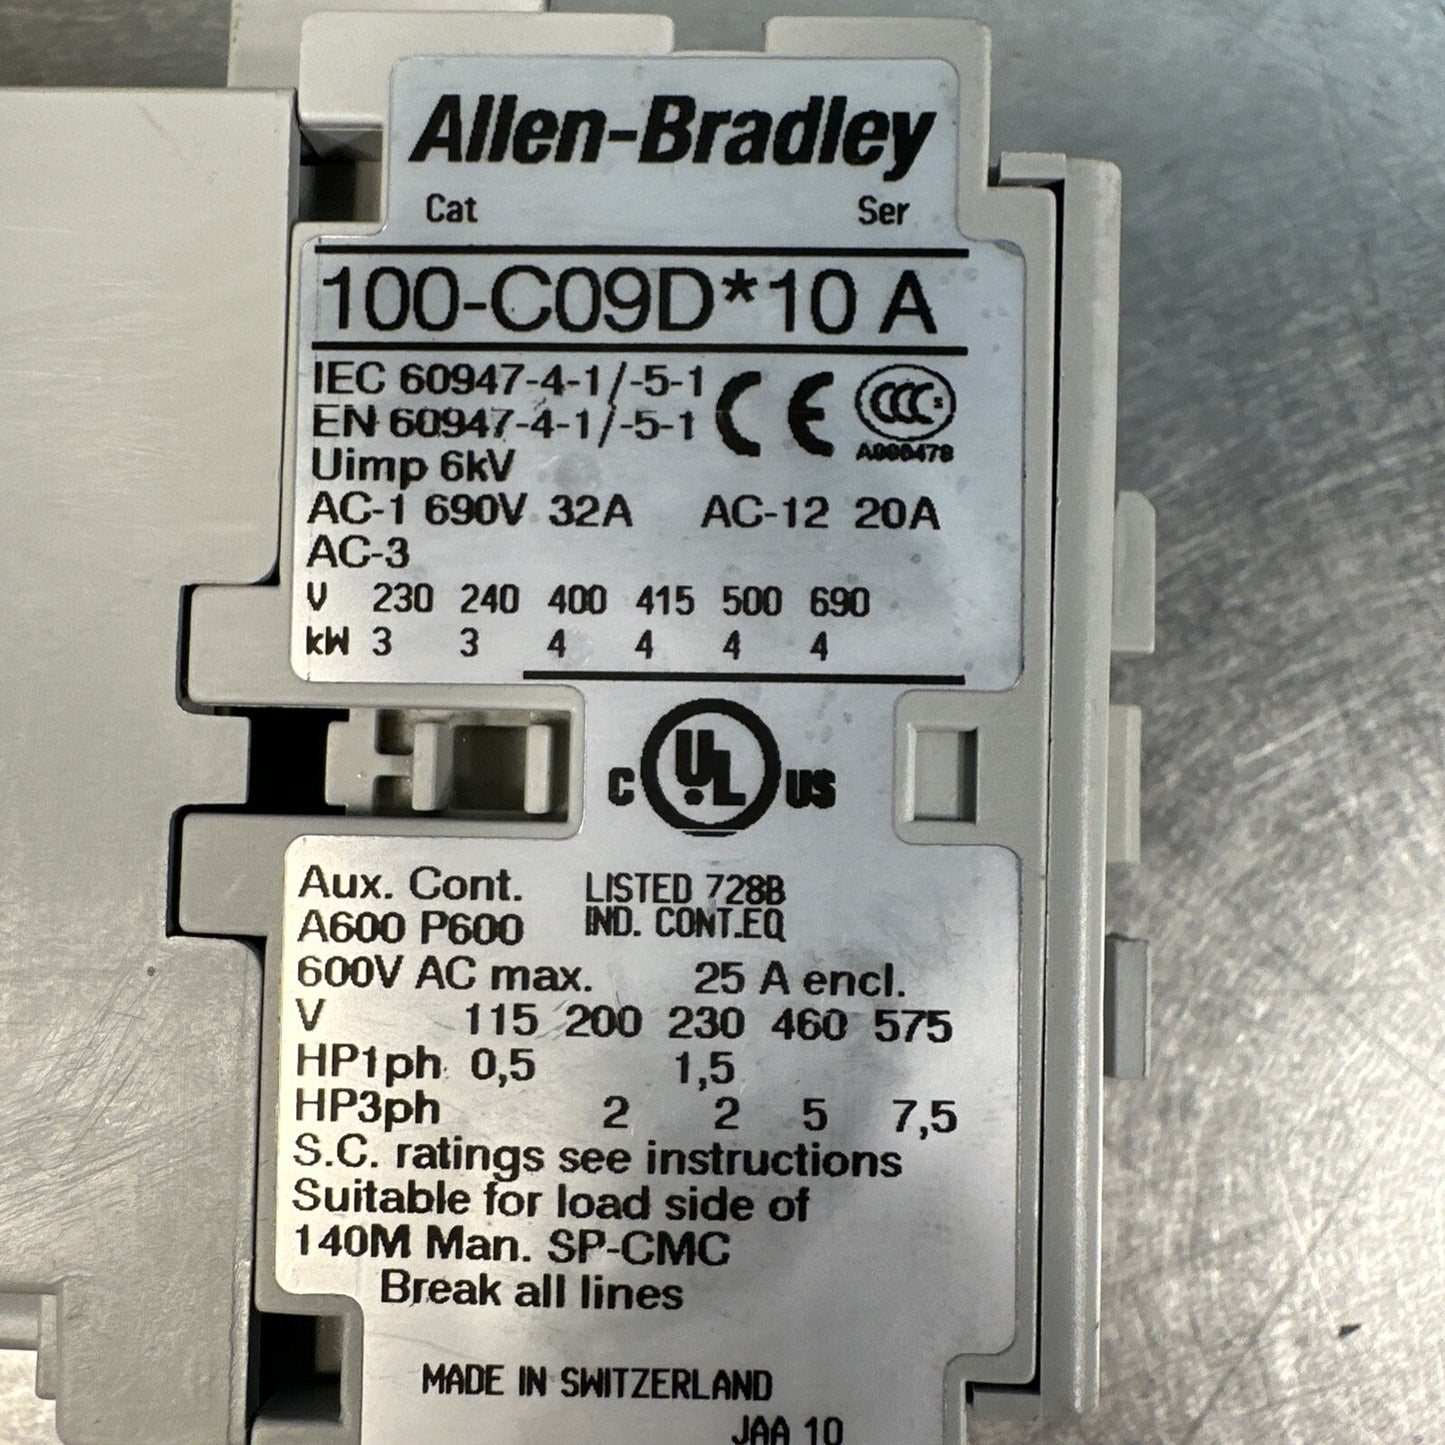 Allen-Bradley
Cat Ser
100-C09D*10 A
IEC 60947-4-1/-5-1 CE CCC S
EN 60947-4-1/-5-1
Uimp 6kV
AC-1 690V 32A AC-12 20A
AC-3
V 230 240 400 415 500 690
kW 3 3 4 4 4 4
C UL US
Aux. Cont. LISTED 728B
A600 P600 IND. CONT.EQ
600V AC max. 25 A encl.
V 115 200 230 460 575
HP1ph 0,5 1,5
HP3ph 2 2 5 7,5
S.C. ratings see instructions
Suitable for load side of
140M Man. SP-CMC
Break all lines
MADE IN SWITZERLAND
JAA 10